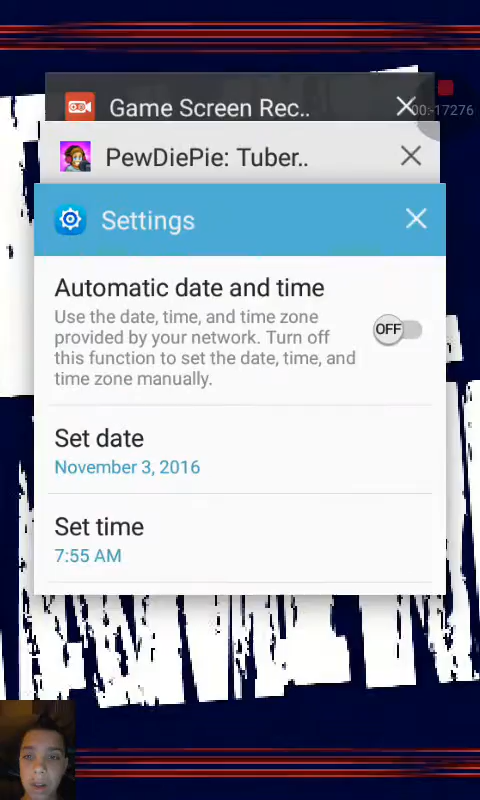 Game Screen Rec..
00:-17276
PewDiePie: Tuber..
Settings
Automatic date and time
Use the date, time, and time zone
provided by your network. Turn off
this function to set the date, time, and
time zone manually.
OFF
Set date
November 3, 2016
Set time
7:55 AM